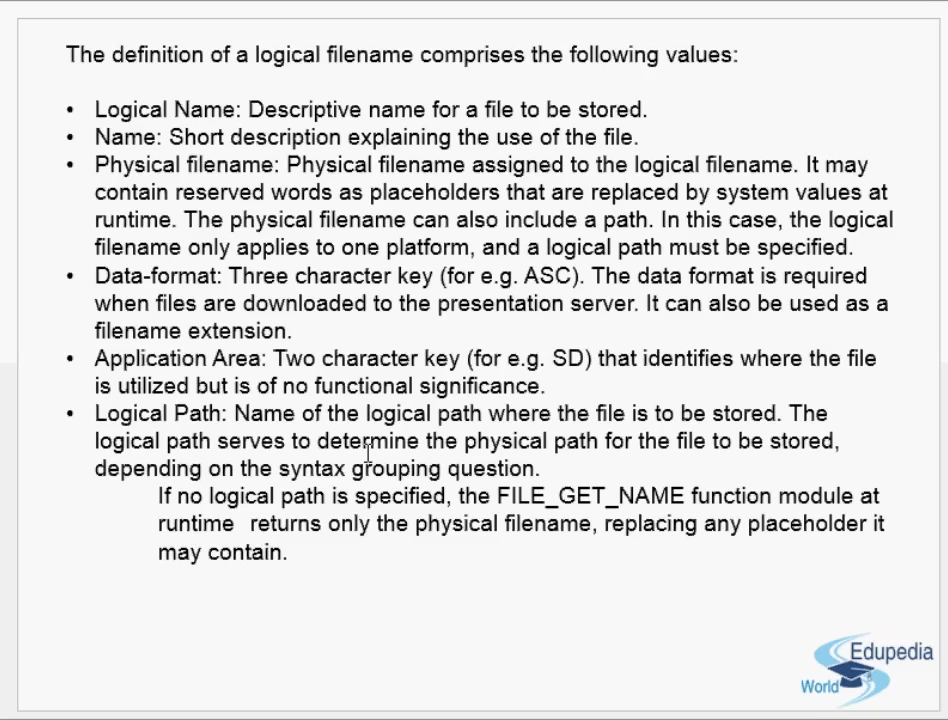 The definition of a logical filename comprises the following values:
• Logical Name: Descriptive name for a file to be stored.
• Name: Short description explaining the use of the file.
• Physical filename: Physical filename assigned to the logical filename. It may
contain reserved words as placeholders that are replaced by system values at
runtime. The physical filename can also include a path. In this case, the logical
filename only applies to one platform, and a logical path must be specified.
• Data-format: Three character key (for e.g. ASC). The data format is required
when files are downloaded to the presentation server. It can also be used as a
filename extension.
• Application Area: Two character key (for e.g. SD) that identifies where the file
is utilized but is of no functional significance.
• Logical Path: Name of the logical path where the file is to be stored. The
logical path serves to determine the physical path for the file to be stored,
depending on the syntax grouping question.
If no logical path is specified, the FILE_GET_NAME function module at
runtime returns only the physical filename, replacing any placeholder it
may contain.
Edupedia
World